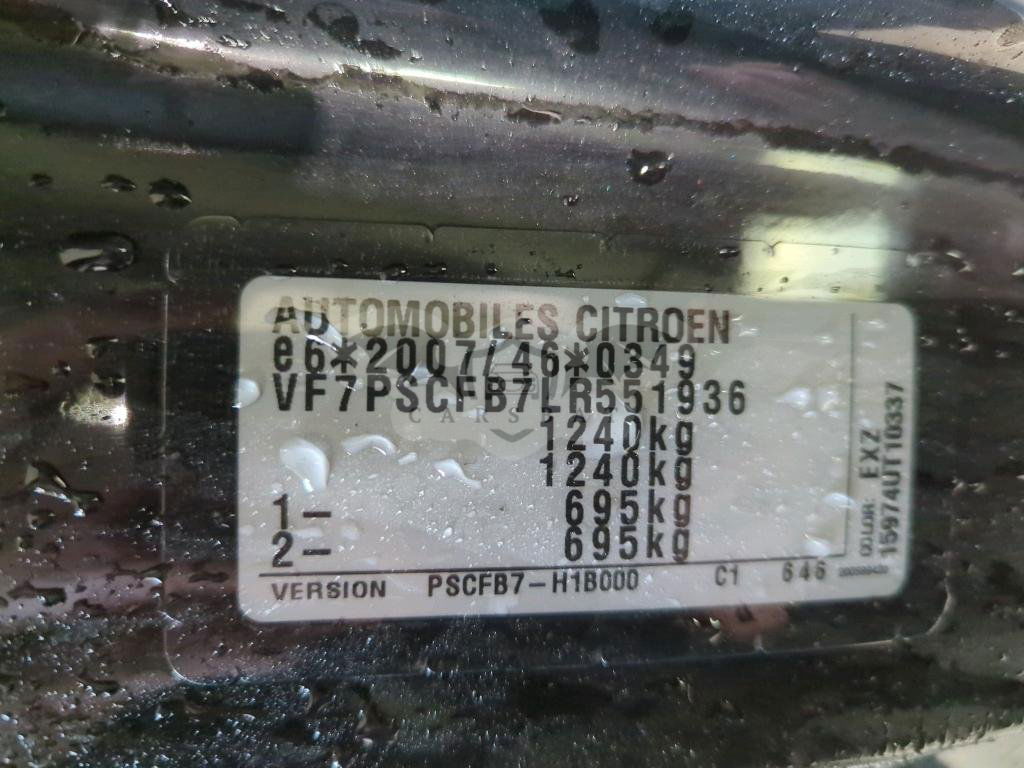 AUTOMOBILES CITROEN
e6*2007/46*0349
VF7PSCFB7LR551936
CARS
1240kg
1240kg
1- 695kg
2- 695kg
VERSION PSCFB7-H1B000 C1 646
COLOR: EXZ
15974UT10337